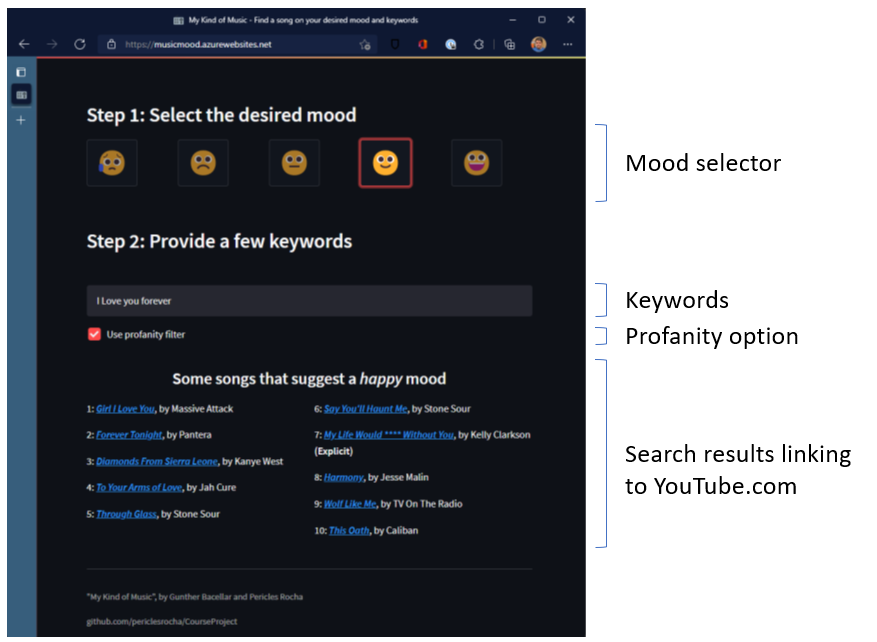 My Kind of Music - Find a song on your desired mood and keywords
https://musicmood.azurewebsites.net
Step 1: Select the desired mood
Mood selector
Step 2: Provide a few keywords
I Love you forever
Keywords
Use profanity filter
Profanity option
Some songs that suggest a happy mood
1: Girl I Love You, by Massive Attack
2: Forever Tonight, by Pantera
3: Diamonds From Sierra Leone, by Kanye West
4: To Your Arms of Love, by Jah Cure
5: Through Glass, by Stone Sour
6: Say You'll Haunt Me, by Stone Sour
7: My Life Would **** Without You, by Kelly Clarkson
(Explicit)
8: Harmony, by Jesse Malin
9: Wolf Like Me, by TV On The Radio
10: This Oath, by Caliban
Search results linking
to YouTube.com
"My Kind of Music", by Gunther Bacellar and Pericles Rocha
github.com/periclesrocha/CourseProject